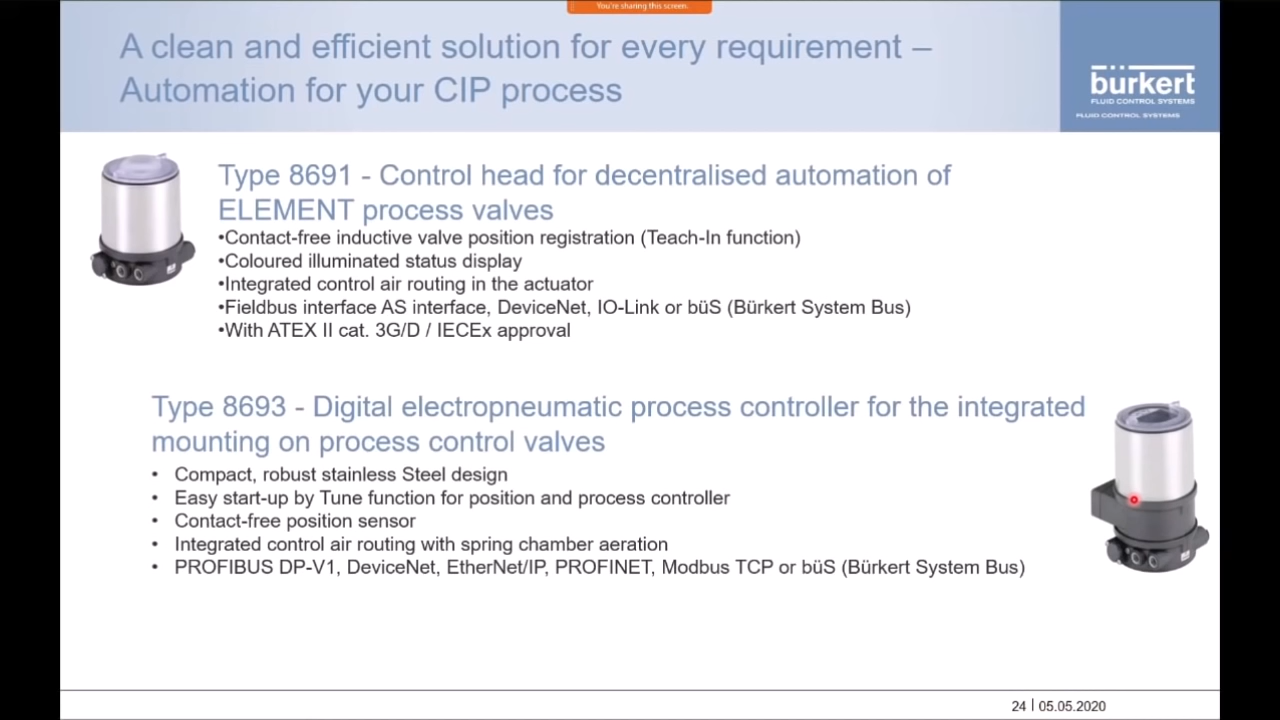 You're sharing this screen.
A clean and efficient solution for every requirement –
Automation for your CIP process
bürkert
FLUID CONTROL SYSTEMS
FLUID CONTROL SYSTEMS
Type 8691 - Control head for decentralised automation of
ELEMENT process valves
•Contact-free inductive valve position registration (Teach-In function)
•Coloured illuminated status display
•Integrated control air routing in the actuator
•Fieldbus interface AS interface, DeviceNet, IO-Link or büS (Bürkert System Bus)
•With ATEX II cat. 3G/D / IECEx approval
Type 8693 - Digital electropneumatic process controller for the integrated
mounting on process control valves
• Compact, robust stainless Steel design
• Easy start-up by Tune function for position and process controller
• Contact-free position sensor
• Integrated control air routing with spring chamber aeration
• PROFIBUS DP-V1, DeviceNet, EtherNet/IP, PROFINET, Modbus TCP or büS (Bürkert System Bus)
24 | 05.05.2020